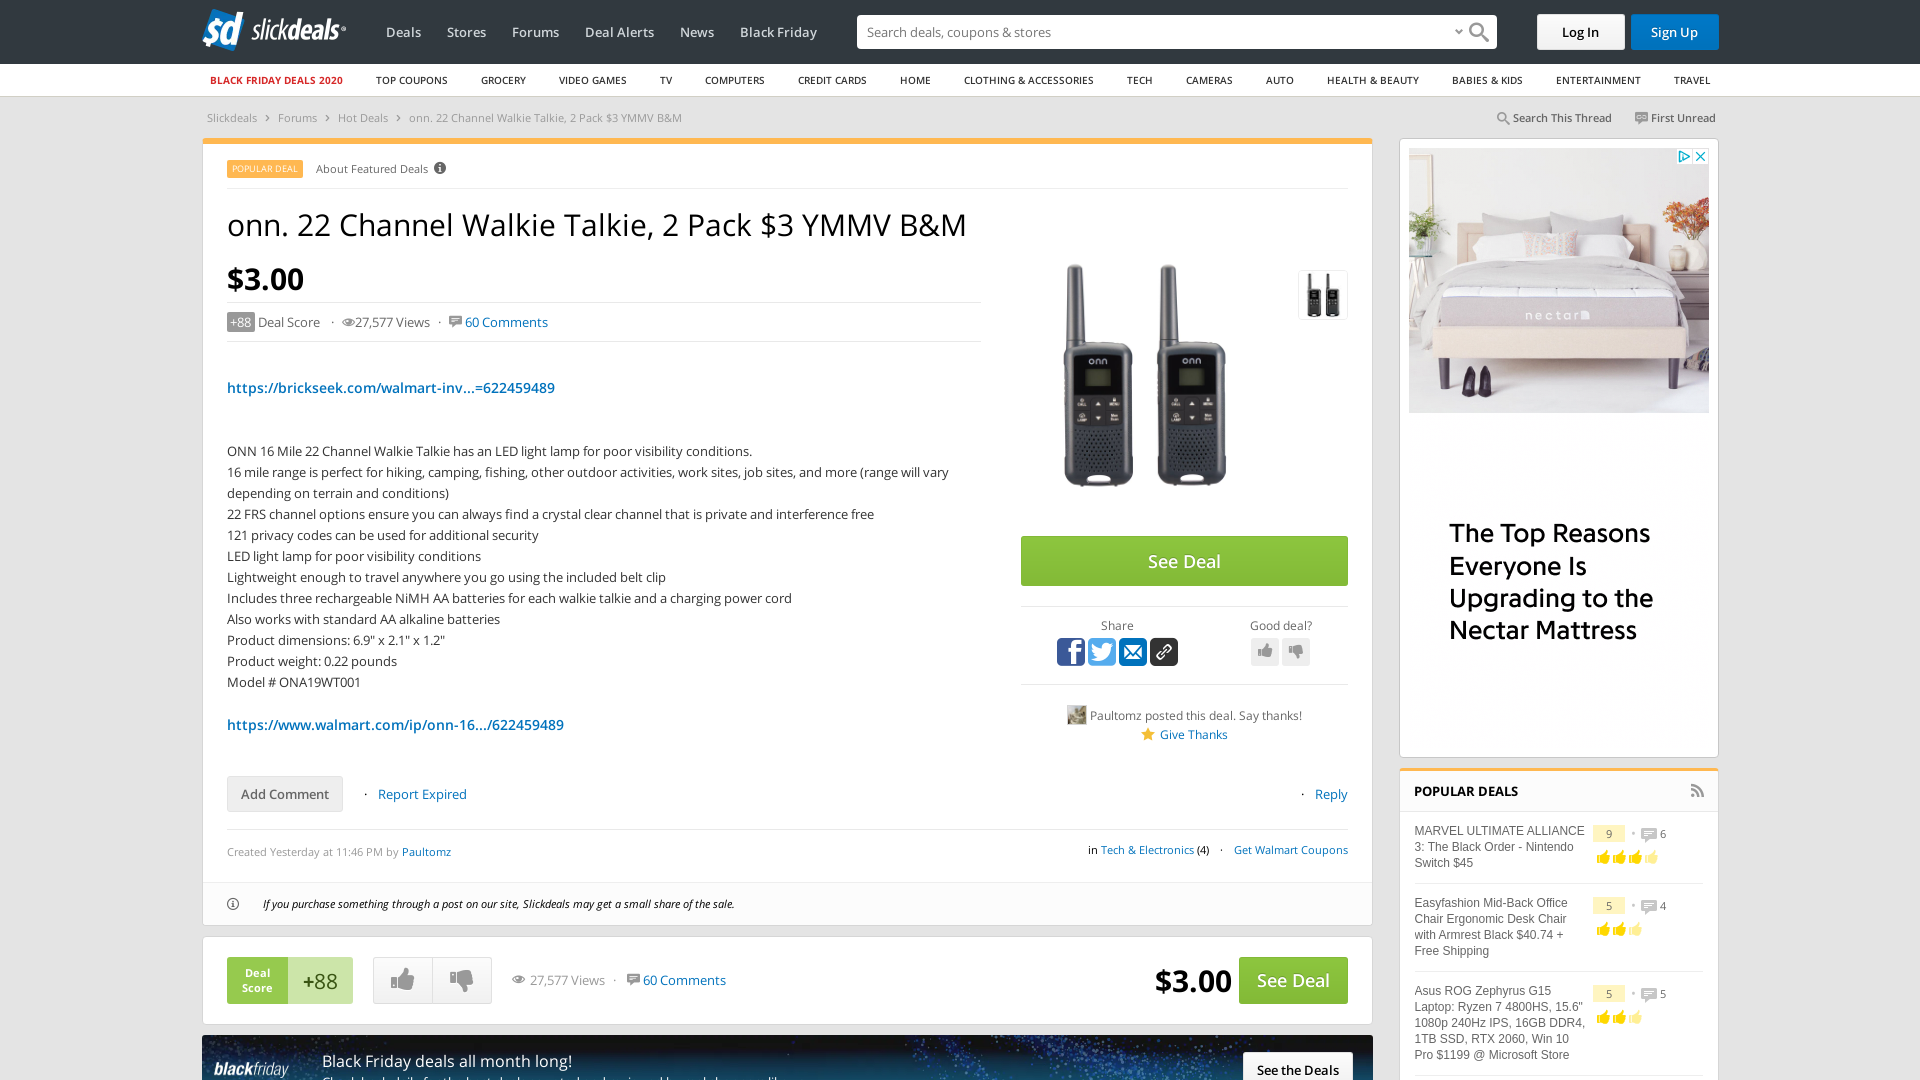 slickdeals
Deals
Stores
Forums
Deal Alerts
News
Black Friday
Search deals, coupons & stores
Log In
Sign Up
BLACK FRIDAY DEALS 2020
TOP COUPONS
GROCERY
VIDEO GAMES
TV
COMPUTERS
CREDIT CARDS
HOME
CLOTHING & ACCESSORIES
TECH
CAMERAS
AUTO
HEALTH & BEAUTY
BABIES & KIDS
ENTERTAINMENT
TRAVEL
Slickdeals › Forums › Hot Deals › onn. 22 Channel Walkie Talkie, 2 Pack $3 YMMV B&M
Search This Thread
First Unread
POPULAR DEAL
About Featured Deals
onn. 22 Channel Walkie Talkie, 2 Pack $3 YMMV B&M
$3.00
+88 Deal Score · 27,577 Views · 60 Comments
https://brickseek.com/walmart-inv...=622459489
ONN 16 Mile 22 Channel Walkie Talkie has an LED light lamp for poor visibility conditions.
16 mile range is perfect for hiking, camping, fishing, other outdoor activities, work sites, job sites, and more (range will vary
depending on terrain and conditions)
22 FRS channel options ensure you can always find a crystal clear channel that is private and interference free
121 privacy codes can be used for additional security
LED light lamp for poor visibility conditions
Lightweight enough to travel anywhere you go using the included belt clip
Includes three rechargeable NiMH AA batteries for each walkie talkie and a charging power cord
Also works with standard AA alkaline batteries
Product dimensions: 6.9" x 2.1" x 1.2"
Product weight: 0.22 pounds
Model # ONA19WT001
https://www.walmart.com/ip/onn-16.../622459489
onn onn
See Deal
Share
Good deal?
Paultomz posted this deal. Say thanks!
Give Thanks
Add Comment
· Report Expired
· Reply
Created Yesterday at 11:46 PM by Paultomz
in Tech & Electronics (4) · Get Walmart Coupons
If you purchase something through a post on our site, Slickdeals may get a small share of the sale.
Deal
Score
+88
27,577 Views · 60 Comments
$3.00
See Deal
blackfriday
Black Friday deals all month long!
See the Deals
nectar
The Top Reasons
Everyone Is
Upgrading to the
Nectar Mattress
POPULAR DEALS
MARVEL ULTIMATE ALLIANCE
3: The Black Order - Nintendo
Switch $45
9 • 6
Easyfashion Mid-Back Office
Chair Ergonomic Desk Chair
with Armrest Black $40.74 +
Free Shipping
5 • 4
Asus ROG Zephyrus G15
Laptop: Ryzen 7 4800HS, 15.6"
1080p 240Hz IPS, 16GB DDR4,
1TB SSD, RTX 2060, Win 10
Pro $1199 @ Microsoft Store
5 • 5